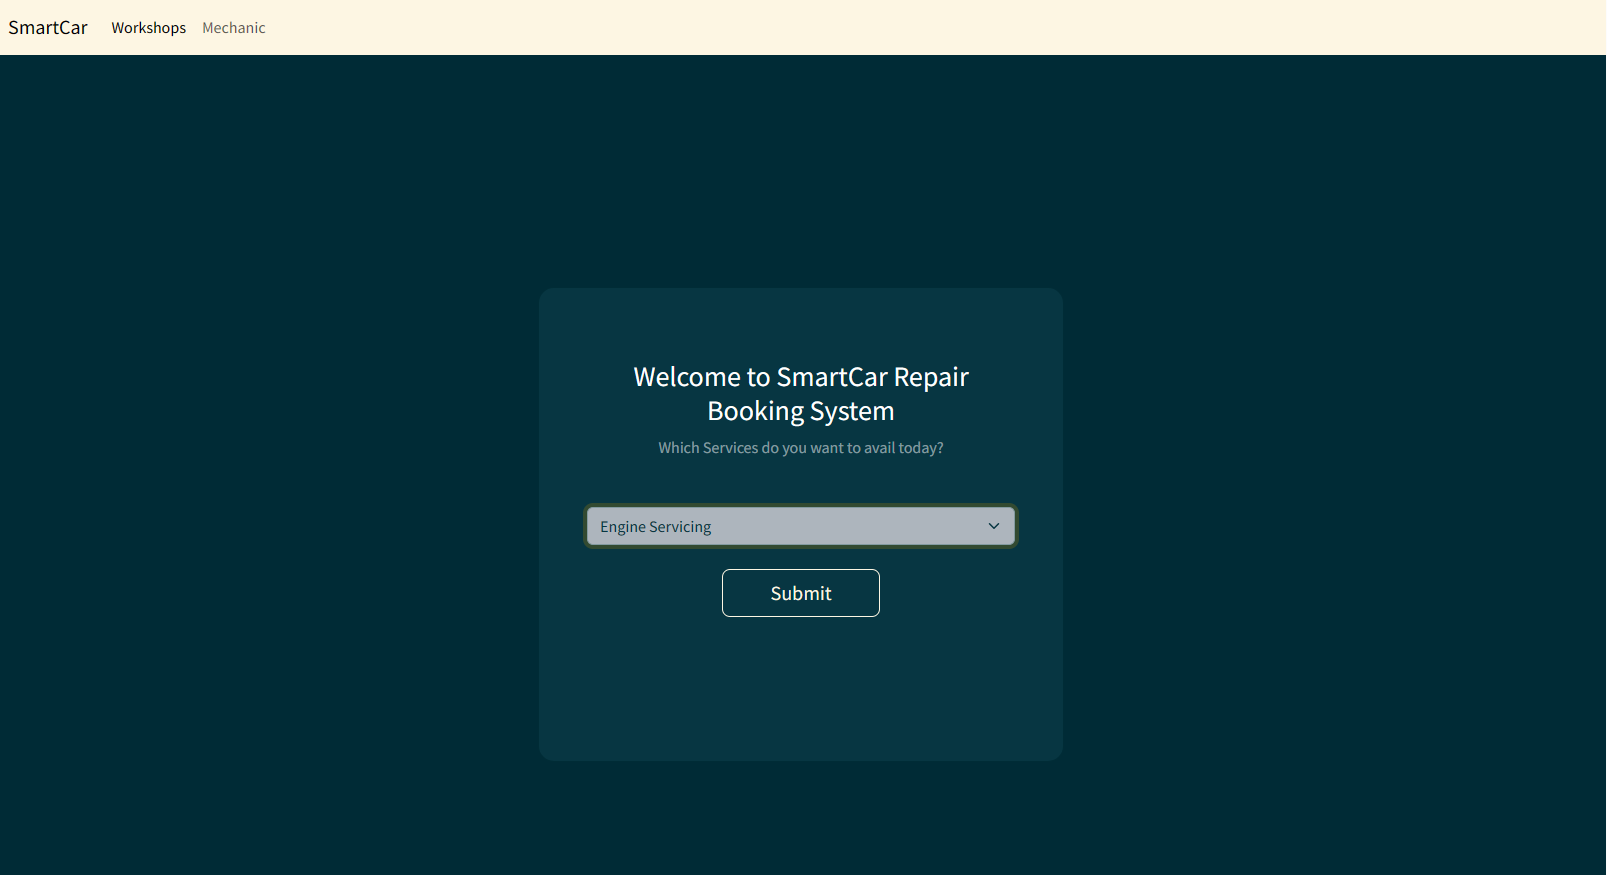 SmartCar Workshops Mechanic
Welcome to SmartCar Repair
Booking System
Which Services do you want to avail today?
Engine Servicing
Submit